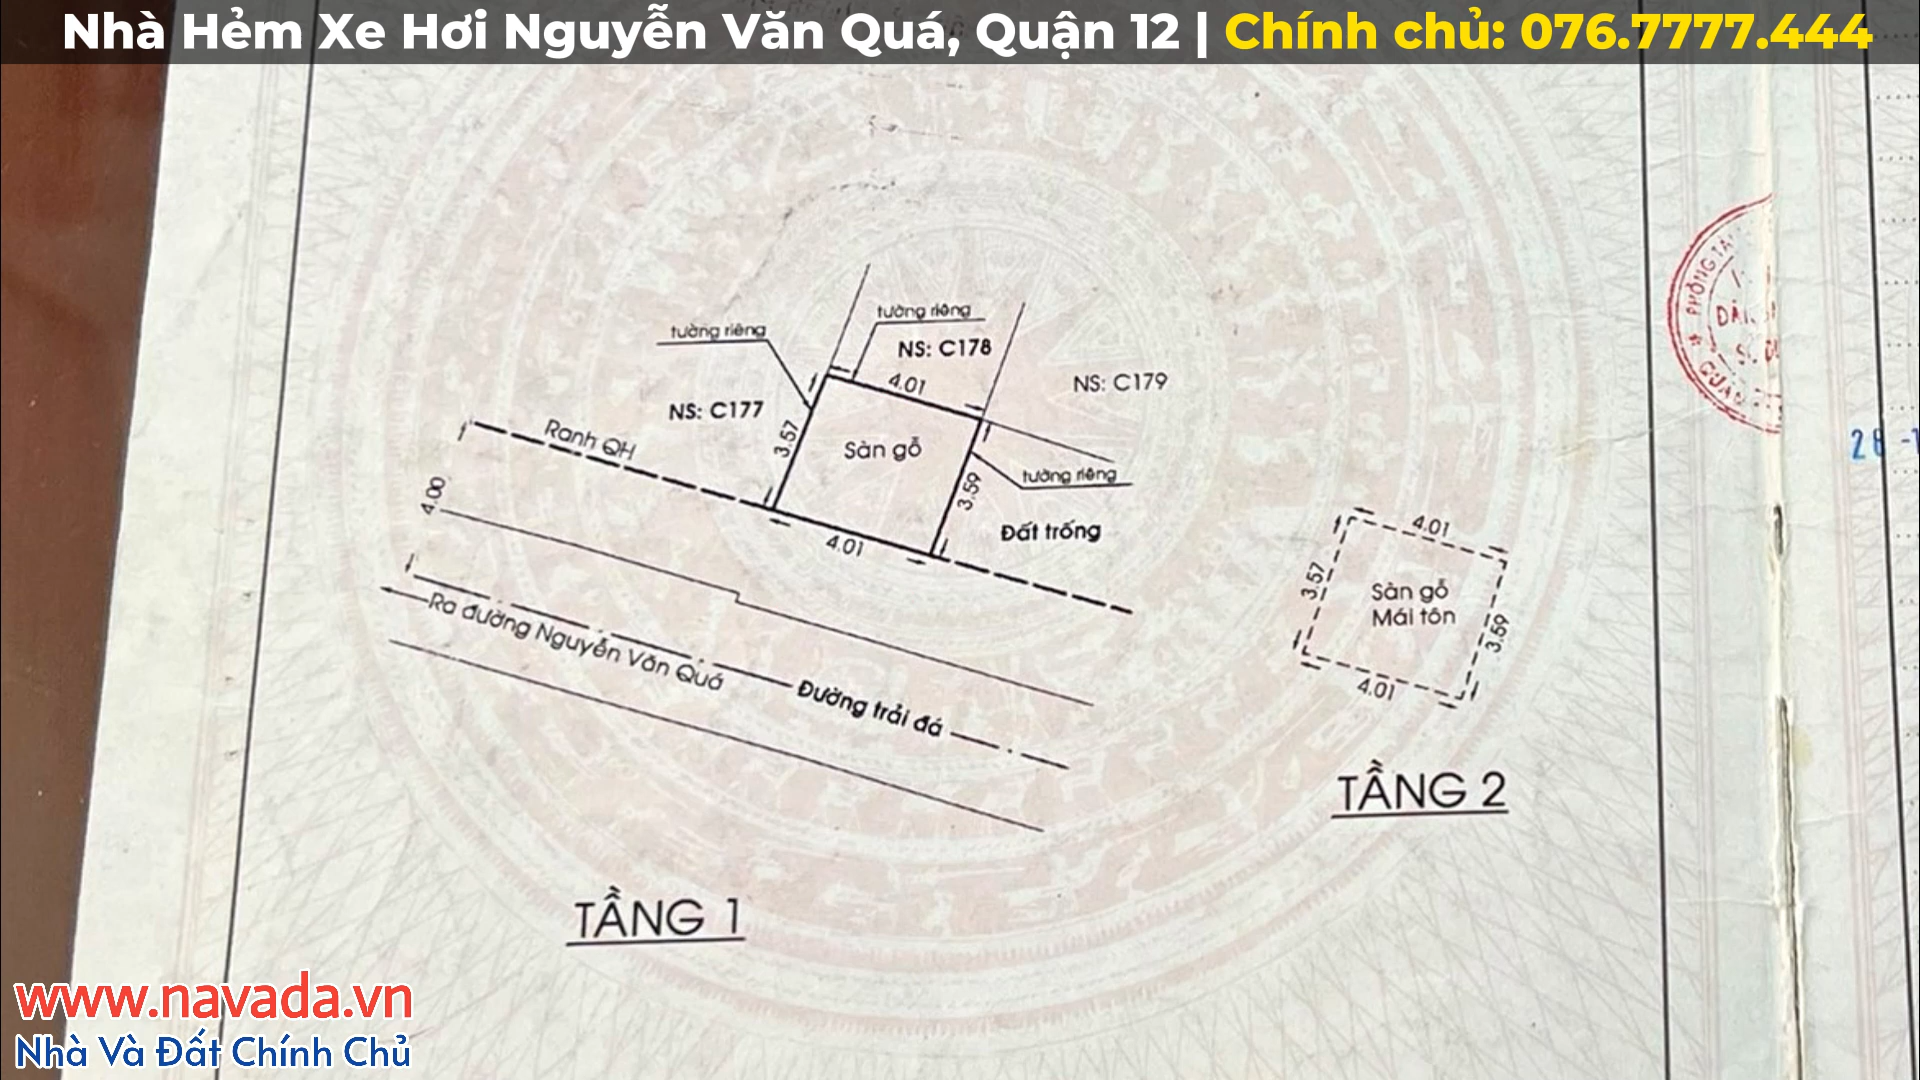 Nhà Hẻm Xe Hơi Nguyễn Văn Quá, Quận 12 | Chính chủ: 076.7777.444
tường riêng
NS: C178
tường riêng
4.01
NS: C179
NS: C177
3.57
Sàn gỗ
Ranh QH
tường riêng
3.59
4.00
Đất trống
4.01
Ra đường Nguyễn Văn Quá
Đường trải đá
TẦNG 1
4.01
3.57
Sàn gỗ
Mái tôn
3.59
4.01
TẦNG 2
PHÒNG
28
www.navada.vn
Nhà Và Đất Chính Chủ